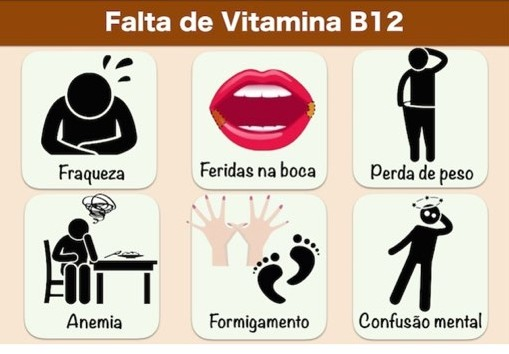 Falta de Vitamina B12
Fraqueza
Feridas na boca
Perda de peso
Anemia
Formigamento
Confusão mental